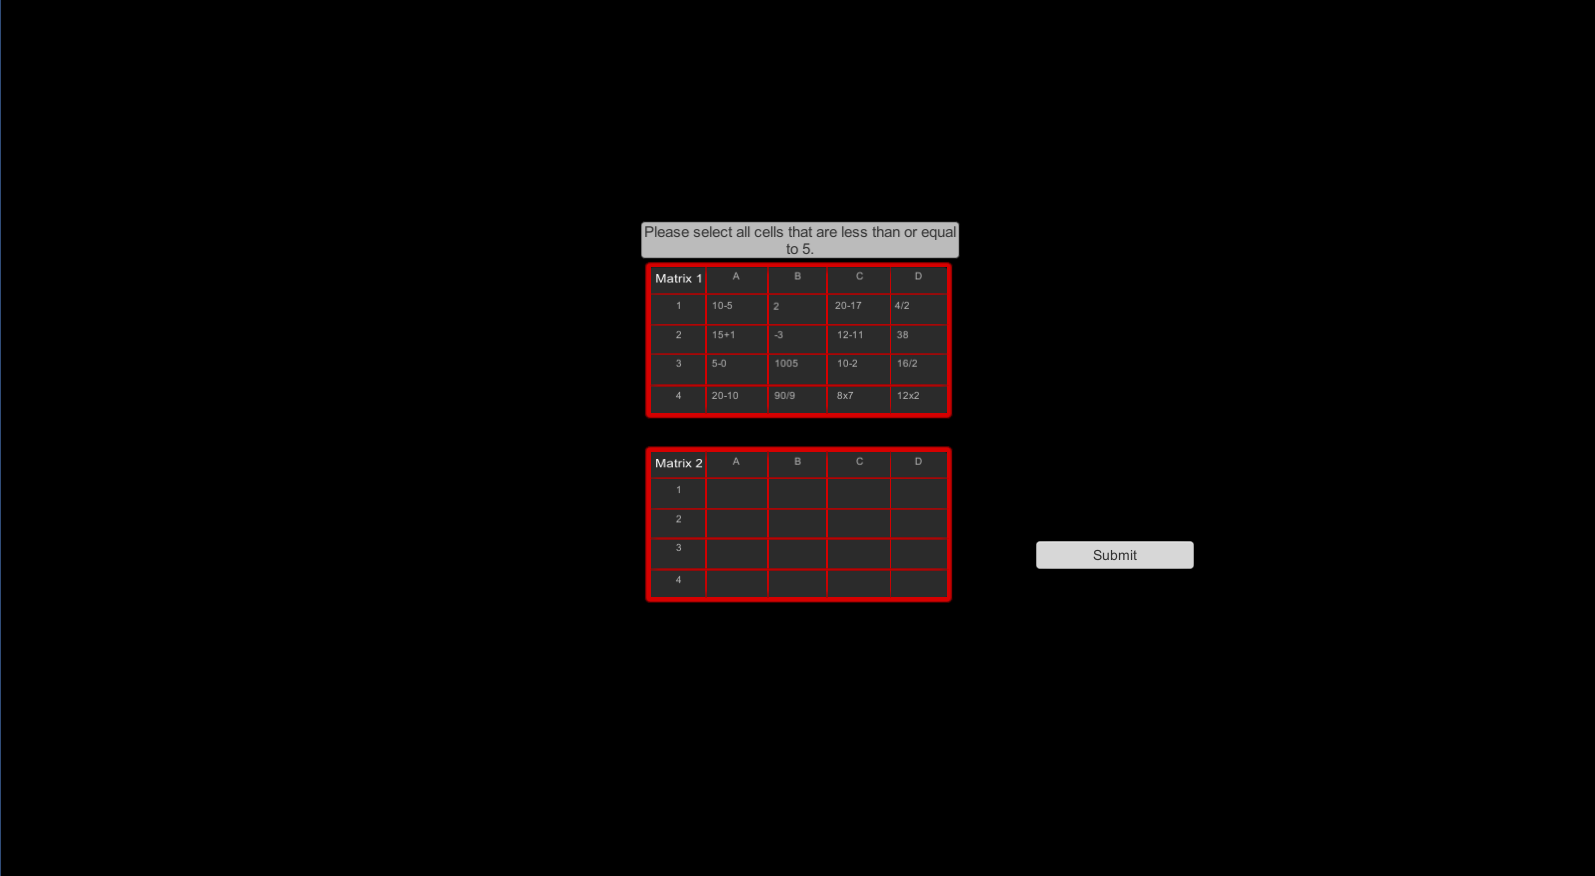 Please select all cells that are less than or equal
to 5.
Matrix 1 A B C D
1 10-5 2 20-17 4/2
2 15+1 -3 12-11 38
3 5-0 1005 10-2 16/2
4 20-10 90/9 8x7 12x2
Matrix 2 A B C D
1
2
3
Submit
4